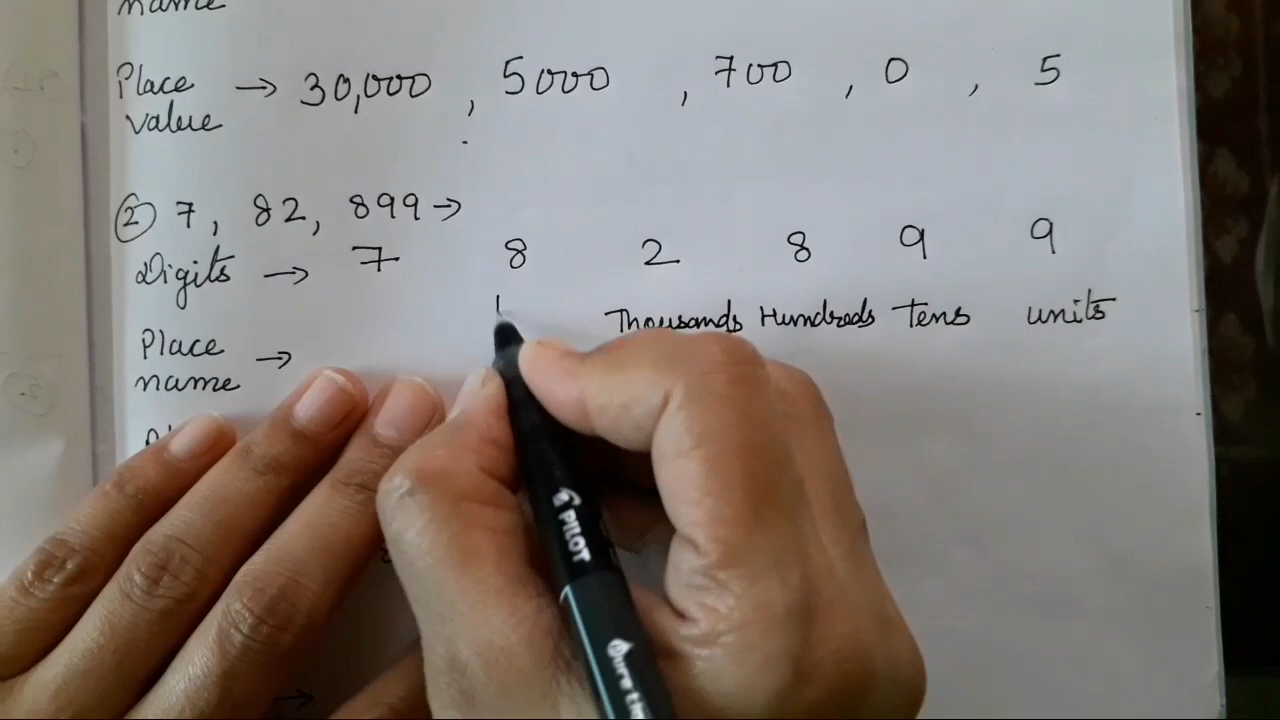 name
Place value → 30,000 , 5000 , 700 , 0 , 5
② 7, 82, 899 →
Digits → 7 8 2 8 9 9
Place name → Thousands Hundreds Tens units
PILOT